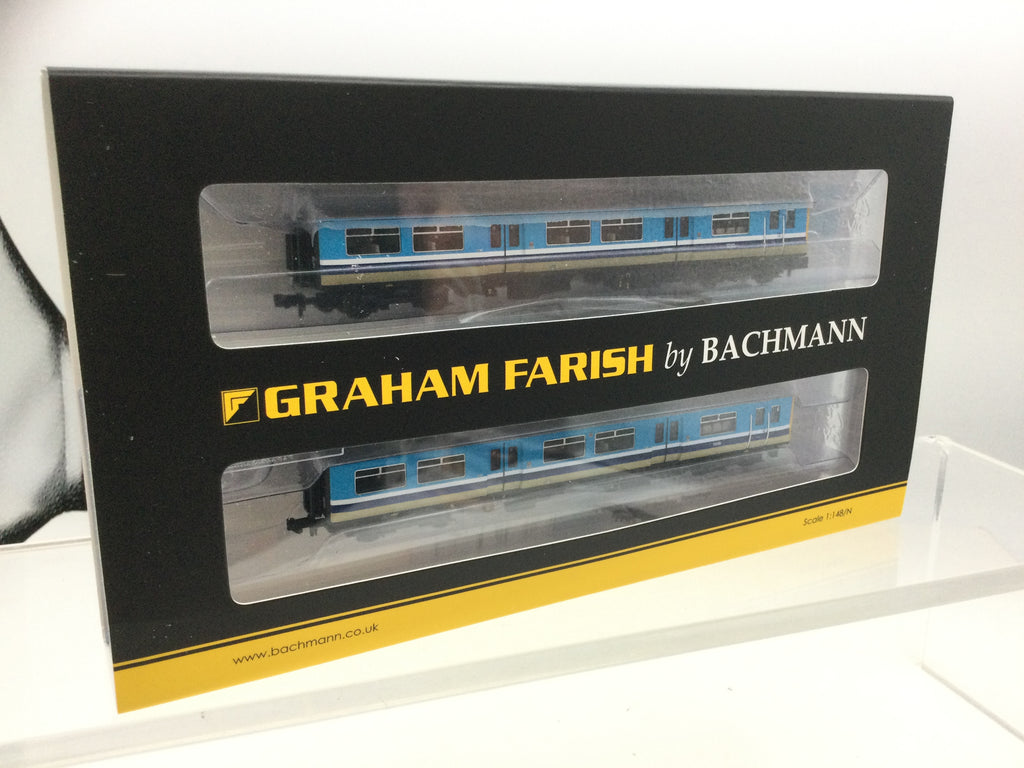 GRAHAM FARISH by BACHMANN
Scale 1:148/N
www.bachmann.co.uk